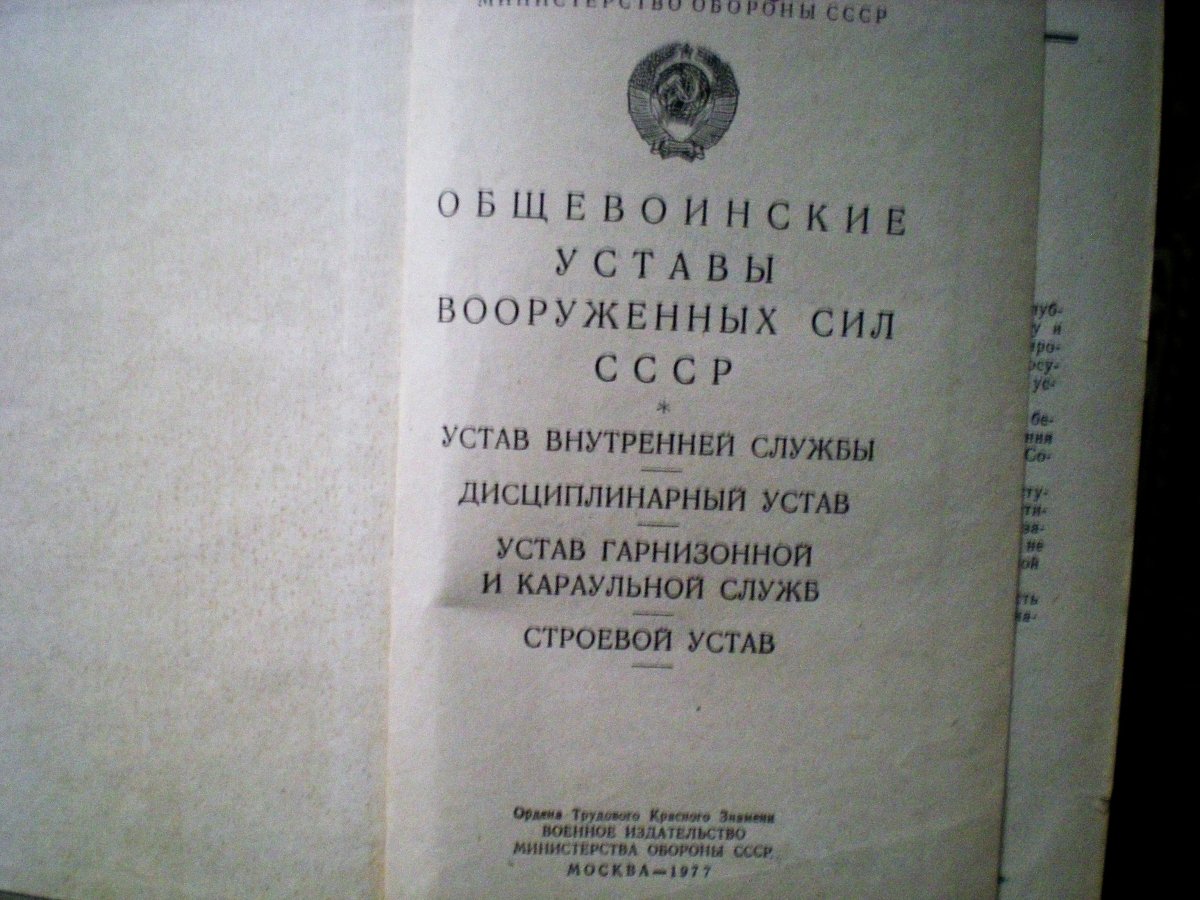 МИНИСТЕРСТВО ОБОРОНЫ СССР
ОБЩЕВОИНСКИЕ
УСТАВЫ
ВООРУЖЕННЫХ СИЛ
СССР
*
УСТАВ ВНУТРЕННЕЙ СЛУЖБЫ
ДИСЦИПЛИНАРНЫЙ УСТАВ
УСТАВ ГАРНИЗОННОЙ
И КАРАУЛЬНОЙ СЛУЖБ
СТРОЕВОЙ УСТАВ
Ордена Трудового Красного Знамени
ВОЕННОЕ ИЗДАТЕЛЬСТВО
МИНИСТЕРСТВА ОБОРОНЫ СССР
МОСКВА—1977